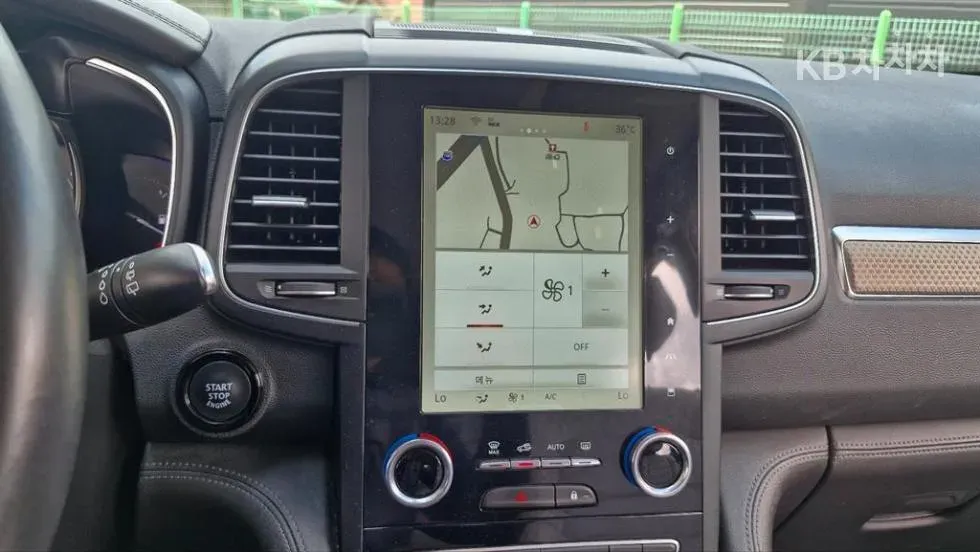 KB차차차
13:28
36°C
1
+
−
OFF
메뉴
Lo
1
A/C
Lo
START
STOP
ENGINE
MAX
AUTO